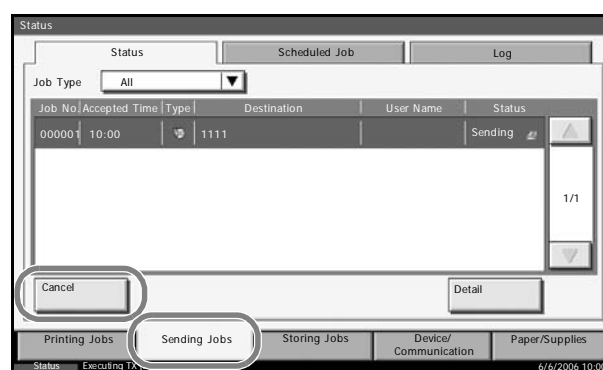 Status
Status Scheduled Job Log
Job Type All
Job No. Accepted Time Type Destination User Name Status
000001 10:00 1111 Sending
1/1
Cancel Detail
Printing Jobs Sending Jobs Storing Jobs Device/ Communication Paper/Supplies
Status Executing TX 6/6/2006 10:00